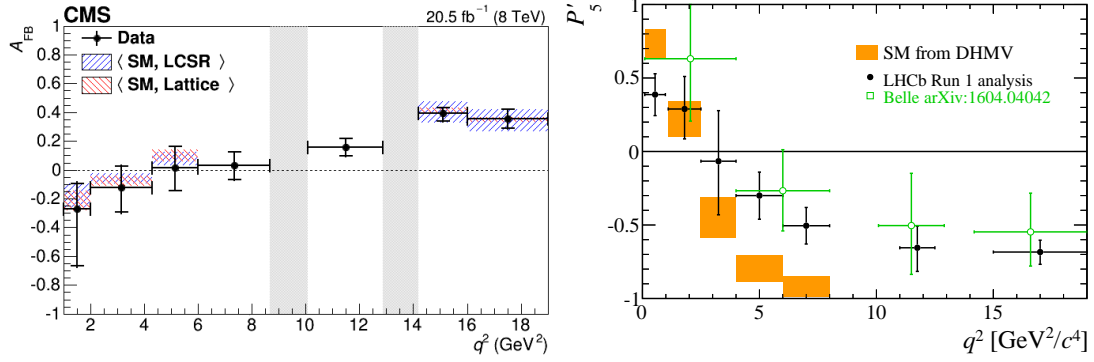 CMS 20.5 fb⁻¹ (8 TeV)
A_FB
1
0.8
0.6
0.4
0.2
0
-0.2
-0.4
-0.6
-0.8
-1
Data
⟨ SM, LCSR ⟩
⟨ SM, Lattice ⟩
2 4 6 8 10 12 14 16 18
q² (GeV²)
P'₅
1
0.5
0
-0.5
-1
SM from DHMV
LHCb Run 1 analysis
Belle arXiv:1604.04042
0 5 10 15
q² [GeV²/c⁴]